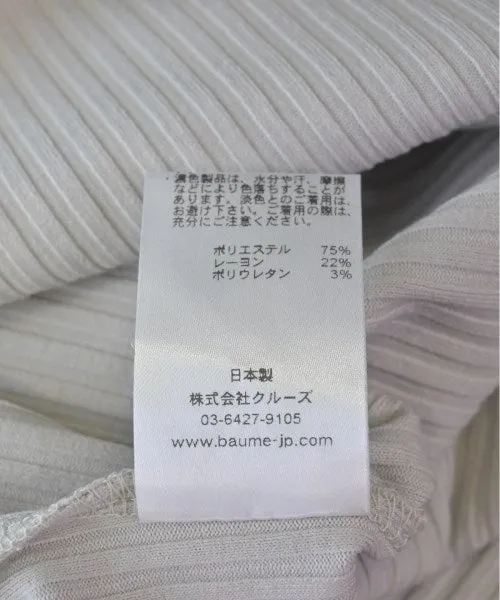 ・濃色製品は、水分や汗、摩擦
などにより色落ちすることが
あります。淡色とのご着用は、
お避け下さい。ご着用の際は、
充分にご注意ください。
ポリエステル 75%
レーヨン 22%
ポリウレタン 3%
日本製
株式会社クルーズ
03-6427-9105
www.baume-jp.com